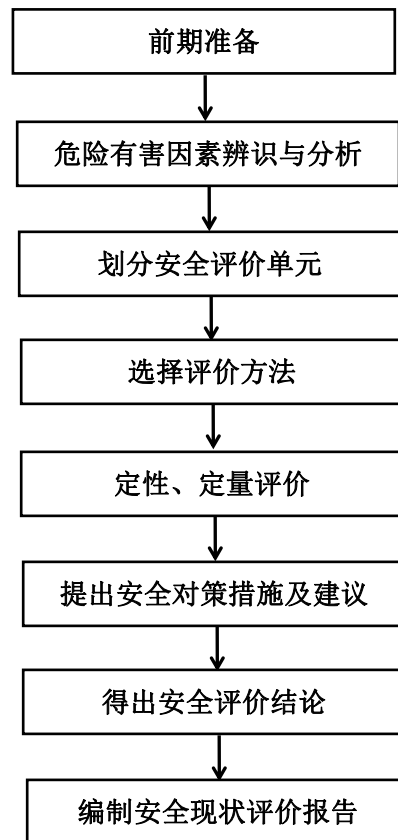 前期准备
危险有害因素辨识与分析
划分安全评价单元
选择评价方法
定性、定量评价
提出安全对策措施及建议
得出安全评价结论
编制安全现状评价报告